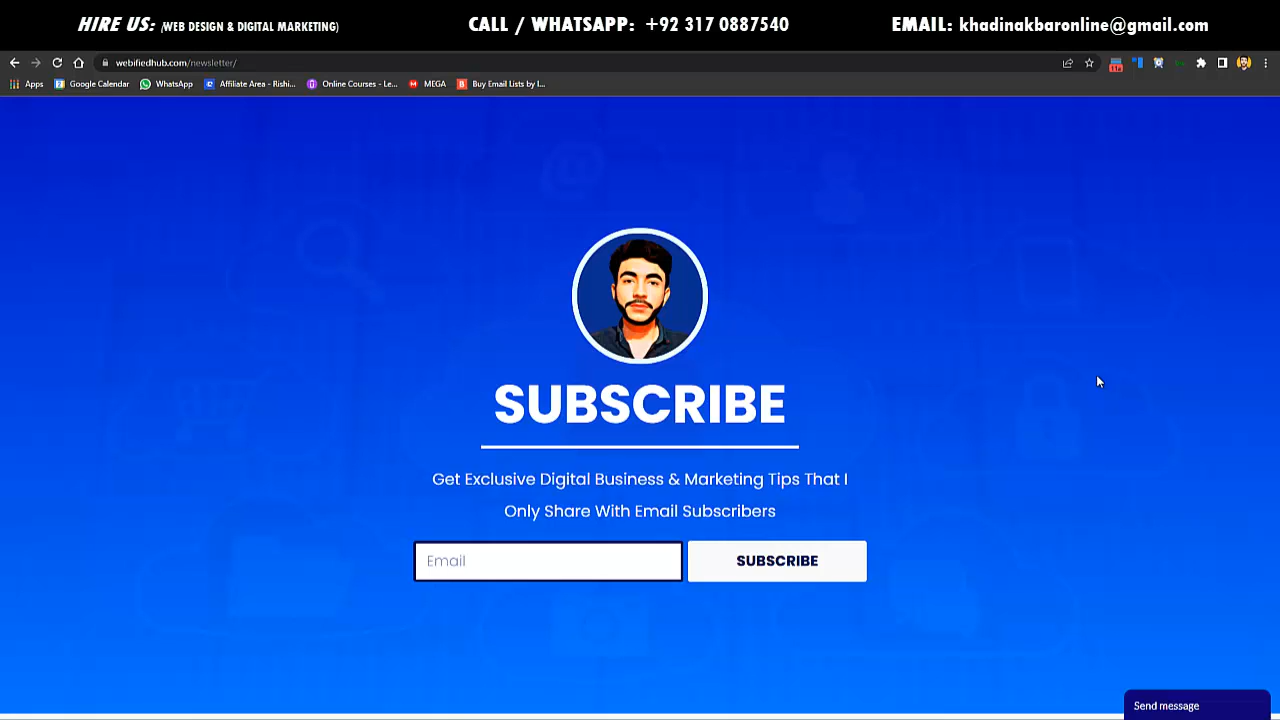 HIRE US: (WEB DESIGN & DIGITAL MARKETING)
CALL / WHATSAPP: +92 317 0887540
EMAIL: khadinakbaronline@gmail.com
webifiedhub.com/newsletter/
Apps
Google Calendar
WhatsApp
Affiliate Area - Rishi...
Online Courses - Le...
MEGA
Buy Email Lists by I...
SUBSCRIBE
Get Exclusive Digital Business & Marketing Tips That I
Only Share With Email Subscribers
Email
SUBSCRIBE
Send message